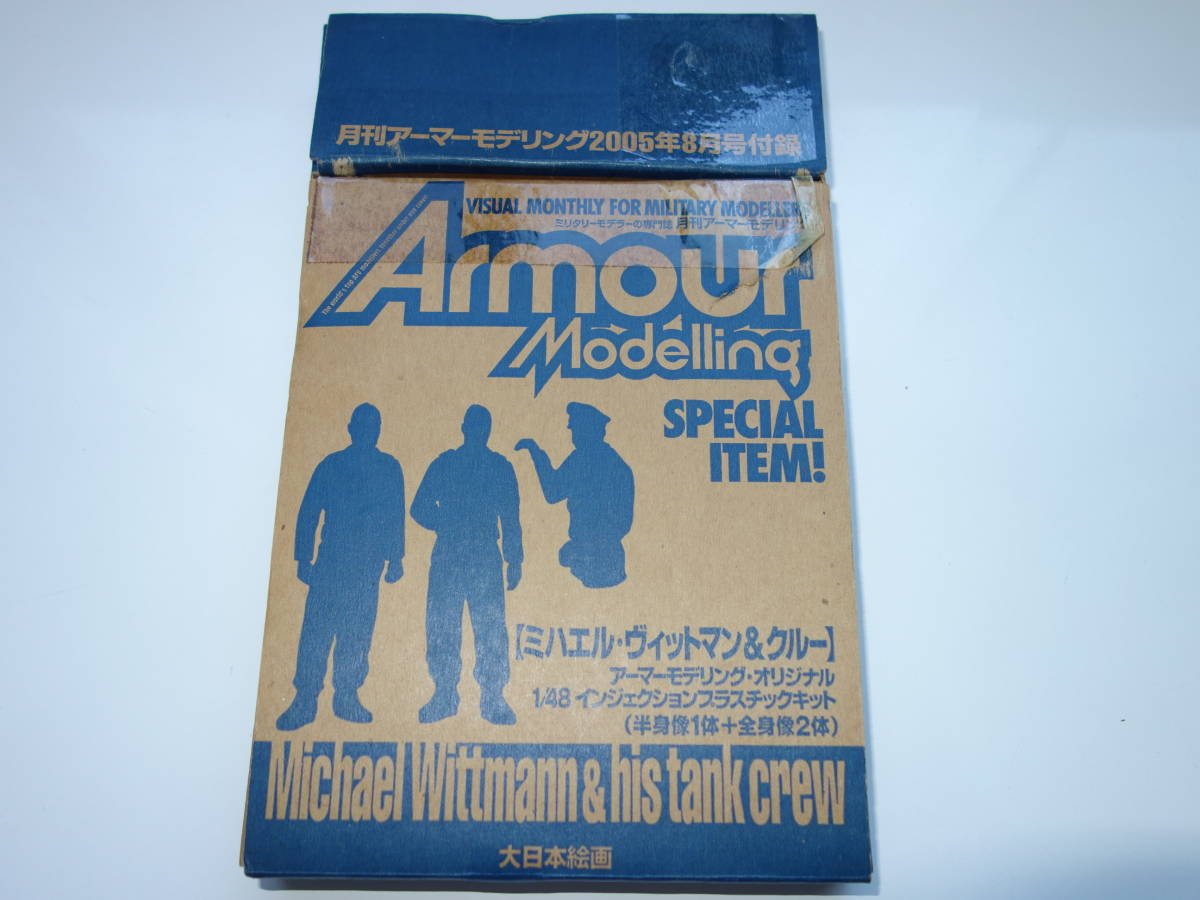 月刊アーマーモデリング2005年8月号付録
VISUAL MONTHLY FOR MILITARY MODELLER
ミリタリーモデラーの専門誌 月刊アーマーモデリング
Armour
Modelling
SPECIAL
ITEM!
【ミハエル・ヴィットマン&クルー】
アーマーモデリング・オリジナル
1/48 インジェクションプラスチックキット
(半身像1体+全身像2体)
Michael Wittmann & his tank crew
大日本絵画